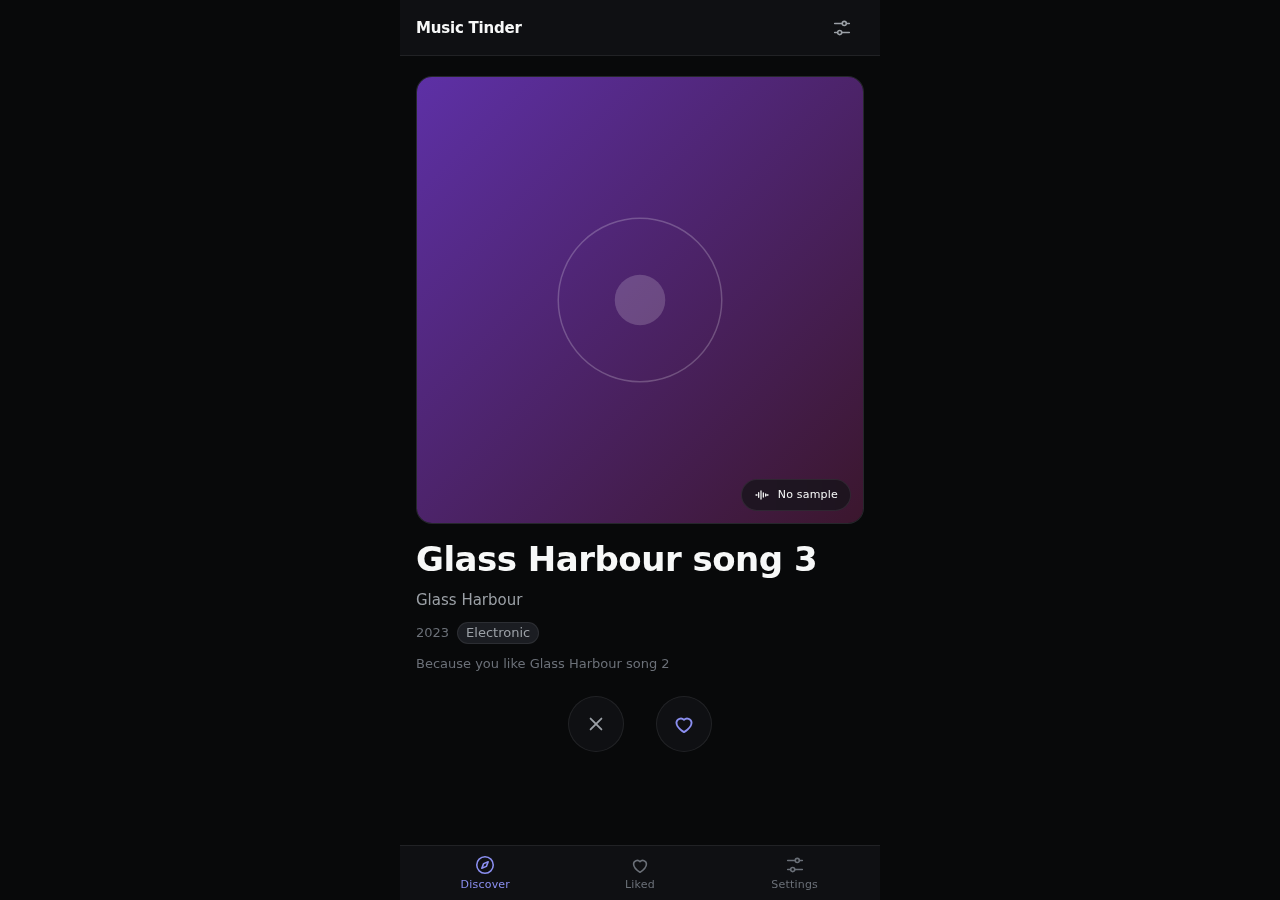 Music Tinder
No sample
Glass Harbour song 3
Glass Harbour
2023 Electronic
Because you like Glass Harbour song 2
Discover Liked Settings